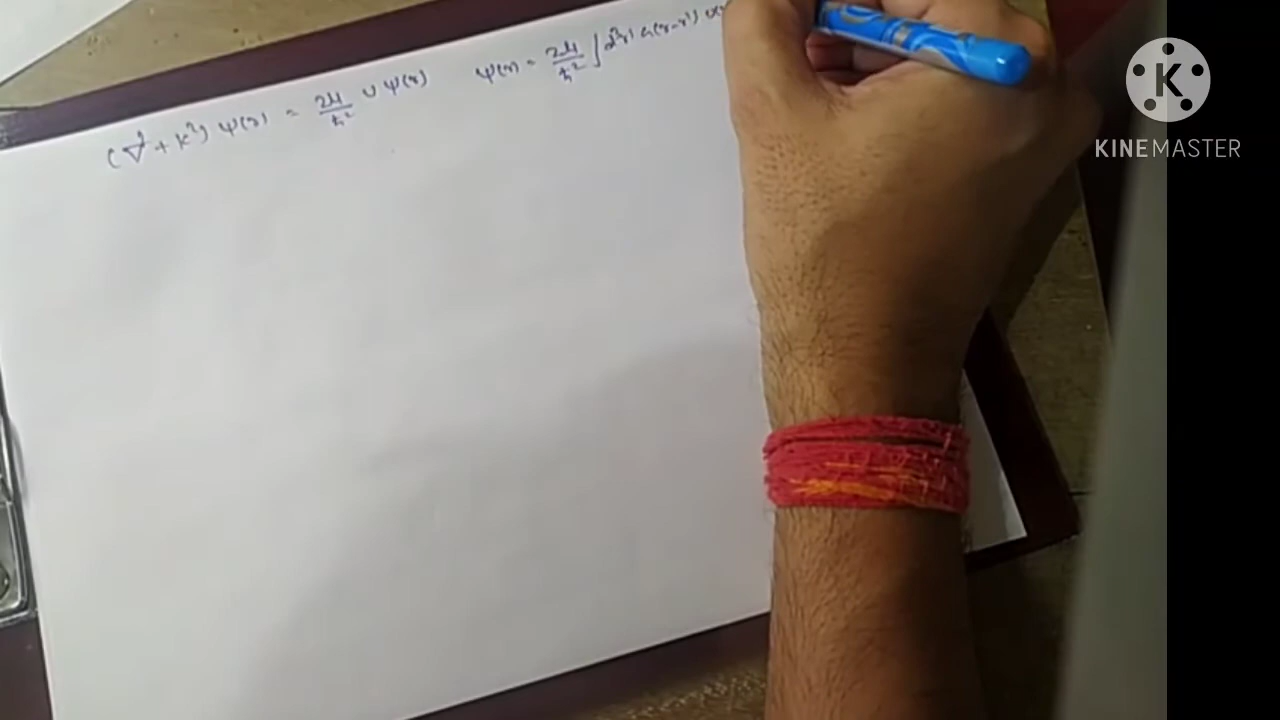 (∇² + k²) ψ(r) = 2μ/ħ² U ψ(r) ψ(r) = 2μ/ħ² ∫ d³r' G(r-r')
K
KINEMASTER